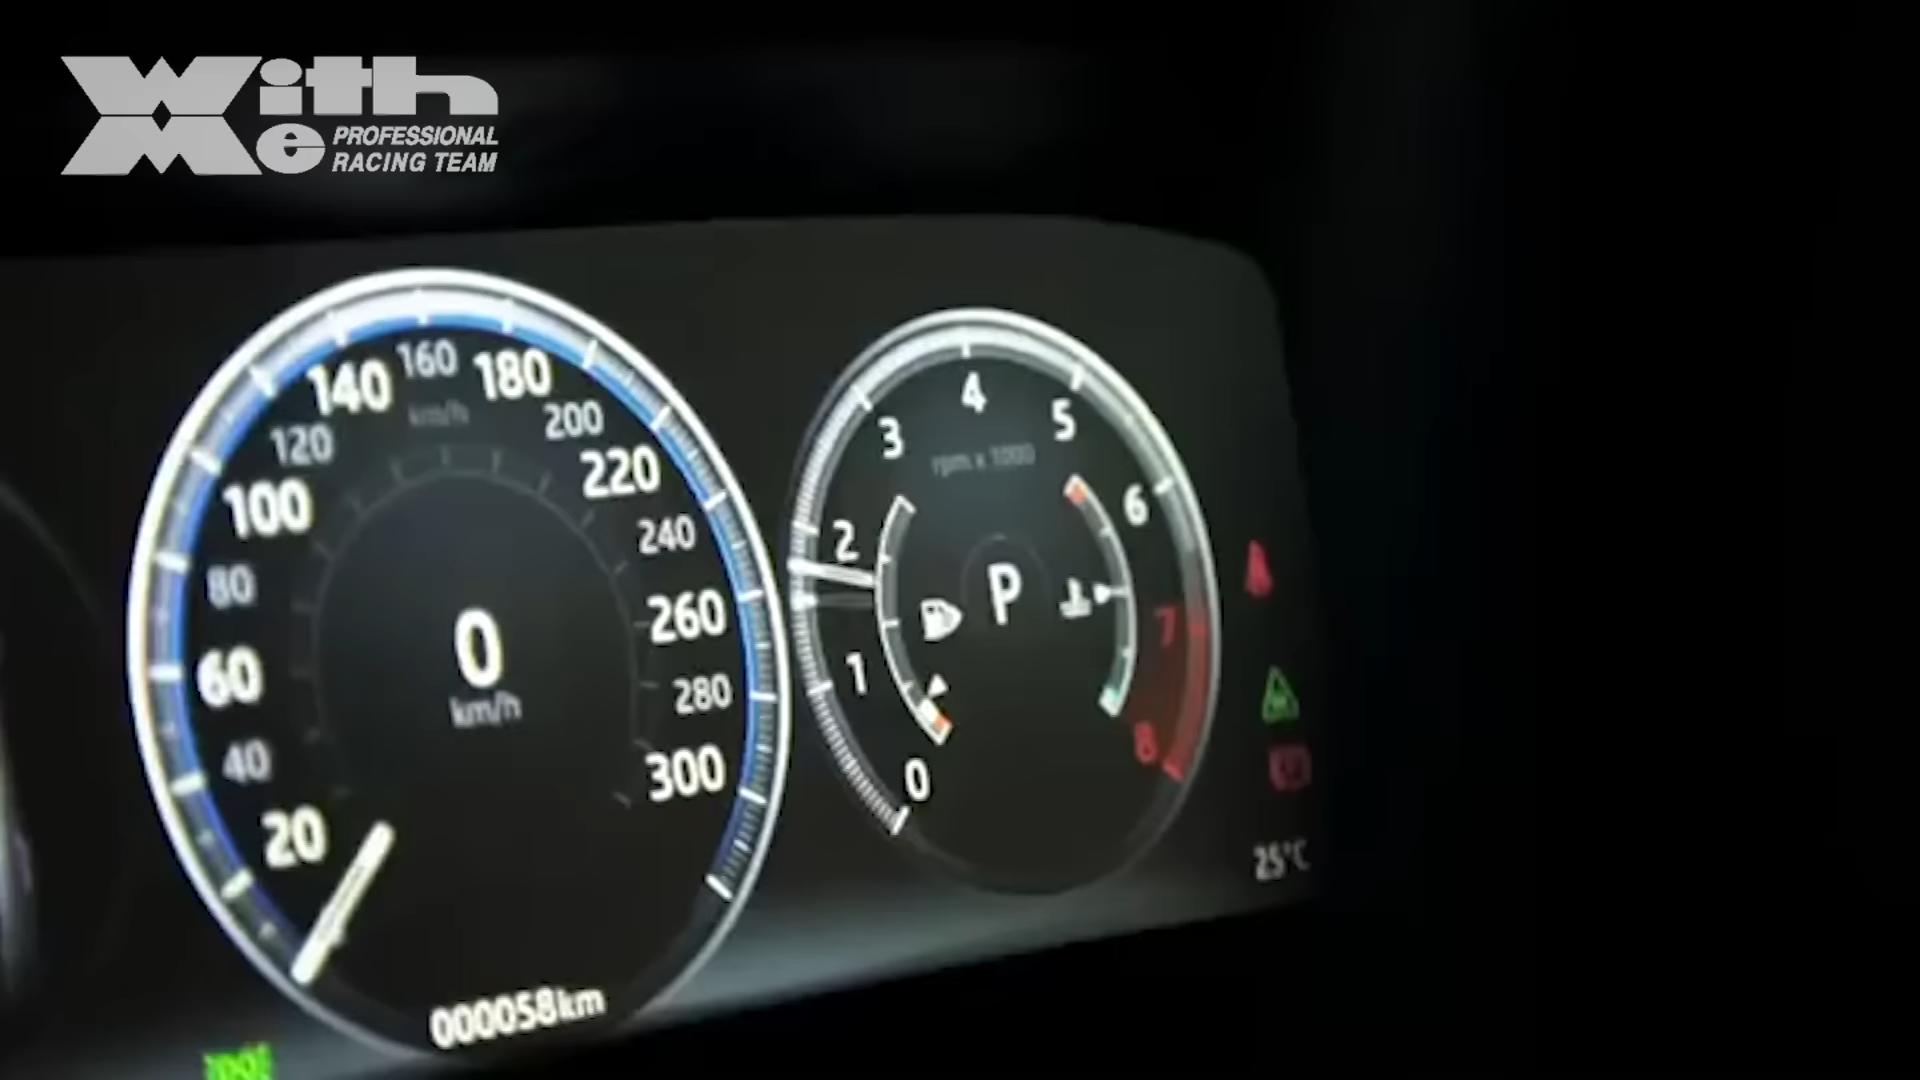 With
Me PROFESSIONAL
RACING TEAM
140 160 180
km/h
120 200
100 220
80 240
0
km/h
60 260
40 280
20 300
000058km
3 4 5
rpm x 1000
2 6
P
1 7
0 8
25°C